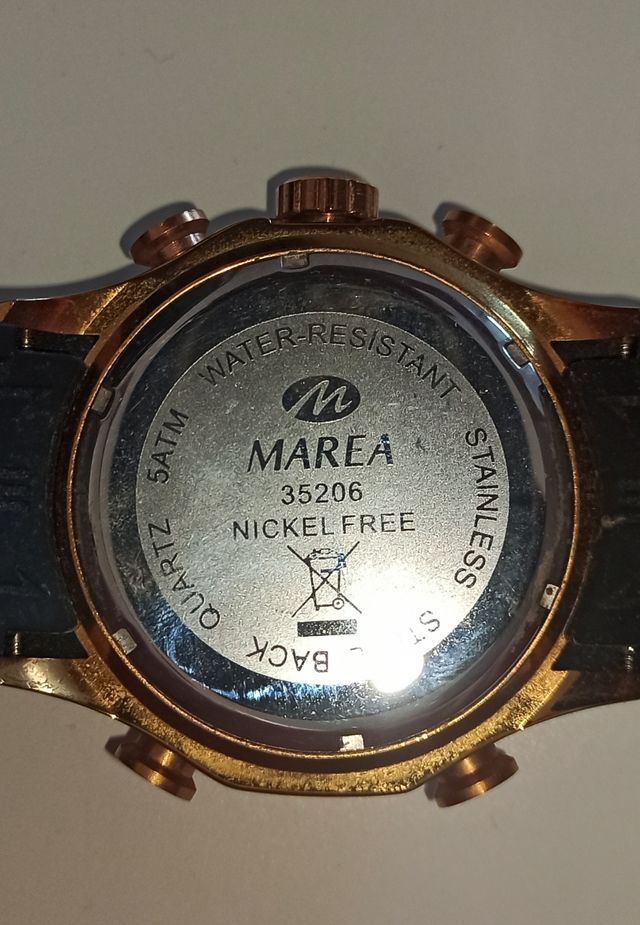 WATER-RESISTANT
STAINLESS
BACK
QUARTZ
5ATM
MAREA
35206
NICKEL FREE